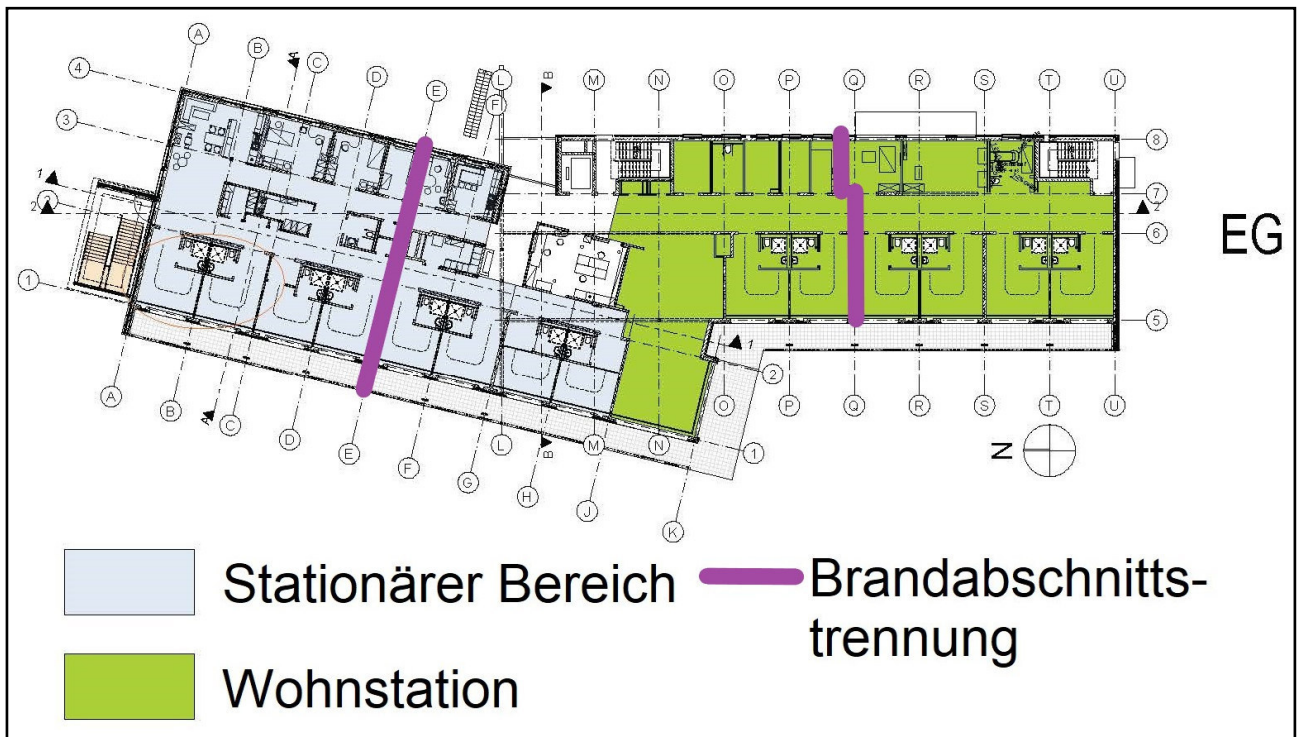 A
B
A
C
D
E
L
F
B
M
N
O
P
Q
R
S
T
U
4
3
8
1
2
2
7
2
6
EG
1
5
1
2
A
B
A
C
D
E
F
G
H
L
B
M
N
O
P
Q
R
S
T
U
J
K
1
N
Stationärer Bereich
Brandabschnitts-
trennung
Wohnstation